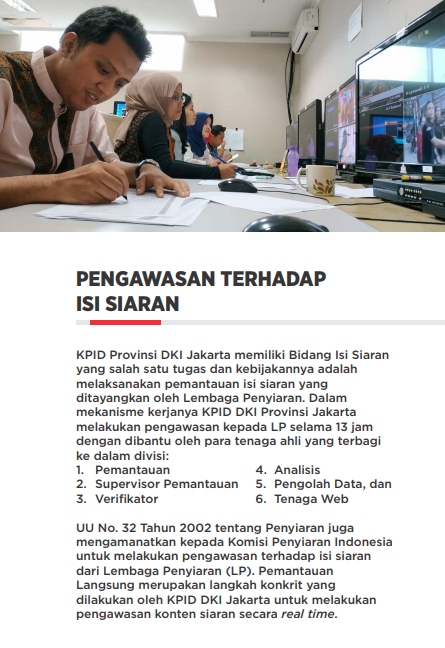 PENGAWASAN TERHADAP
ISI SIARAN
KPID Provinsi DKI Jakarta memiliki Bidang Isi Siaran
yang salah satu tugas dan kebijakannya adalah
melaksanakan pemantauan isi siaran yang
ditayangkan oleh Lembaga Penyiaran. Dalam
mekanisme kerjanya KPID DKI Provinsi Jakarta
melakukan pengawasan kepada LP selama 13 jam
dengan dibantu oleh para tenaga ahli yang terbagi
ke dalam divisi:
1. Pemantauan
2. Supervisor Pemantauan
3. Verifikator
4. Analisis
5. Pengolah Data, dan
6. Tenaga Web
UU No. 32 Tahun 2002 tentang Penyiaran juga
mengamanatkan kepada Komisi Penyiaran Indonesia
untuk melakukan pengawasan terhadap isi siaran
dari Lembaga Penyiaran (LP). Pemantauan
Langsung merupakan langkah konkrit yang
dilakukan oleh KPID DKI Jakarta untuk melakukan
pengawasan konten siaran secara real time.